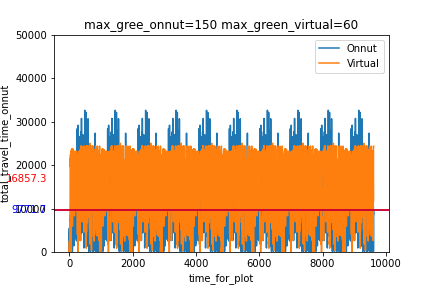 max_gree_onnut=150 max_green_virtual=60
Onnut
Virtual
total_travel_time_onnut
50000
40000
30000
20000
16857.3
10000
0
0
2000
4000
6000
8000
10000
time_for_plot